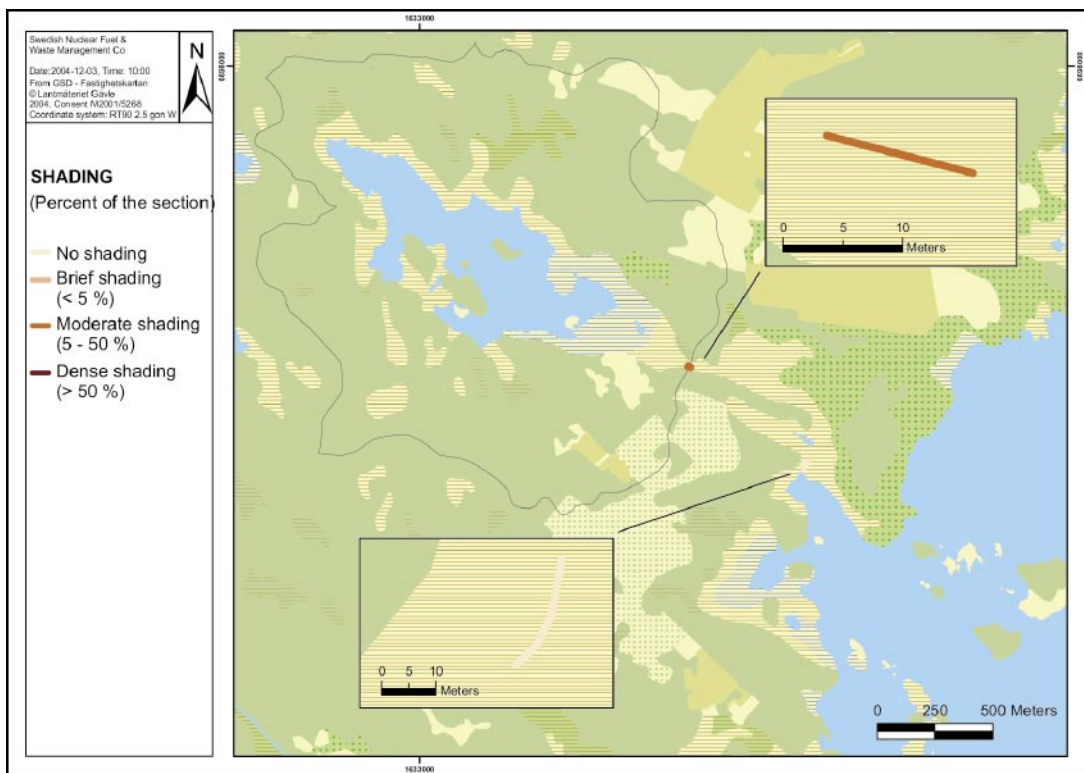 1633000
Swedish Nuclear Fuel &
Waste Management Co
Date:2004-12-03, Time: 10:00
From GSD - Fastighetskartan
© Lantmäteriet Gävle
2004, Consent M2001/5268
Coordinate system: RT90 2.5 gon W
N
6698000
6698000
SHADING
(Percent of the section)
No shading
Brief shading
(< 5 %)
Moderate shading
(5 - 50 %)
Dense shading
(> 50 %)
0 5 10
Meters
0 5 10
Meters
0 250 500 Meters
1633000